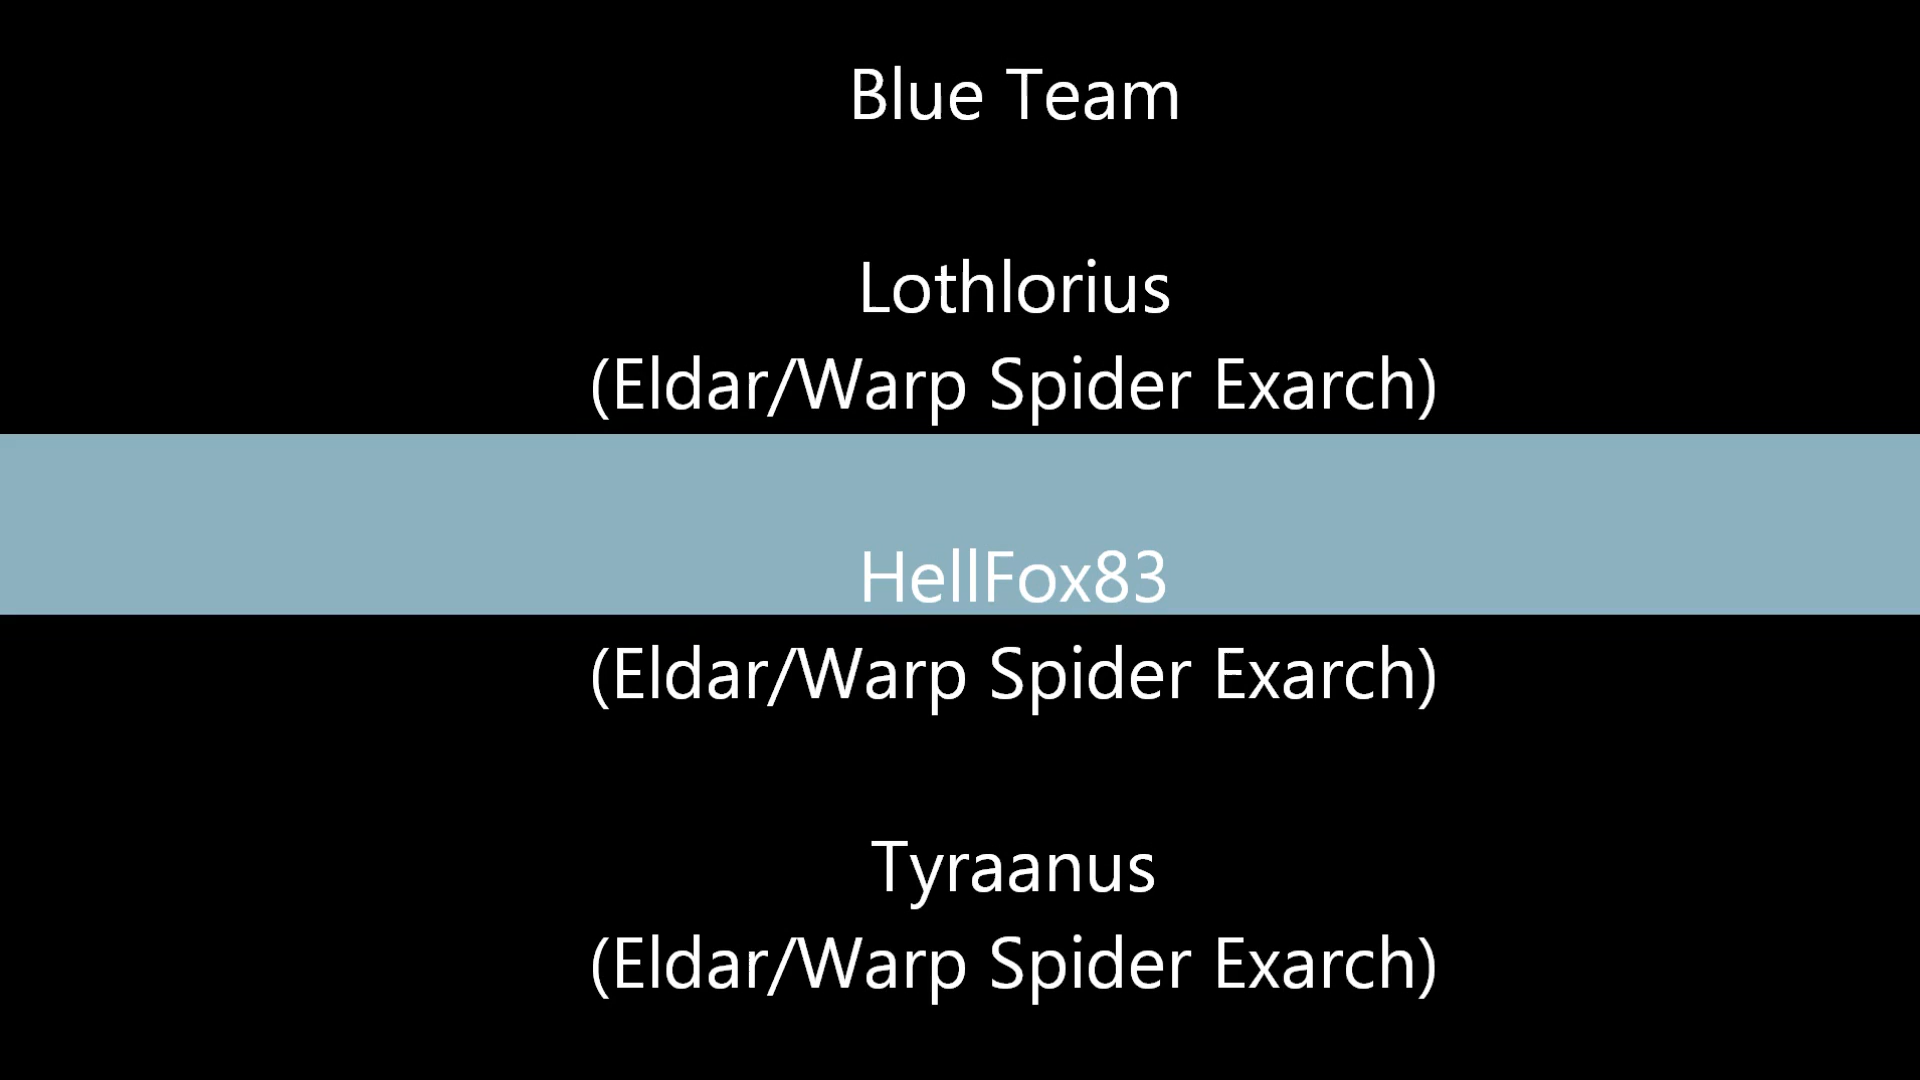 Blue Team
Lothlorius
(Eldar/Warp Spider Exarch)
HellFox83
(Eldar/Warp Spider Exarch)
Tyraanus
(Eldar/Warp Spider Exarch)